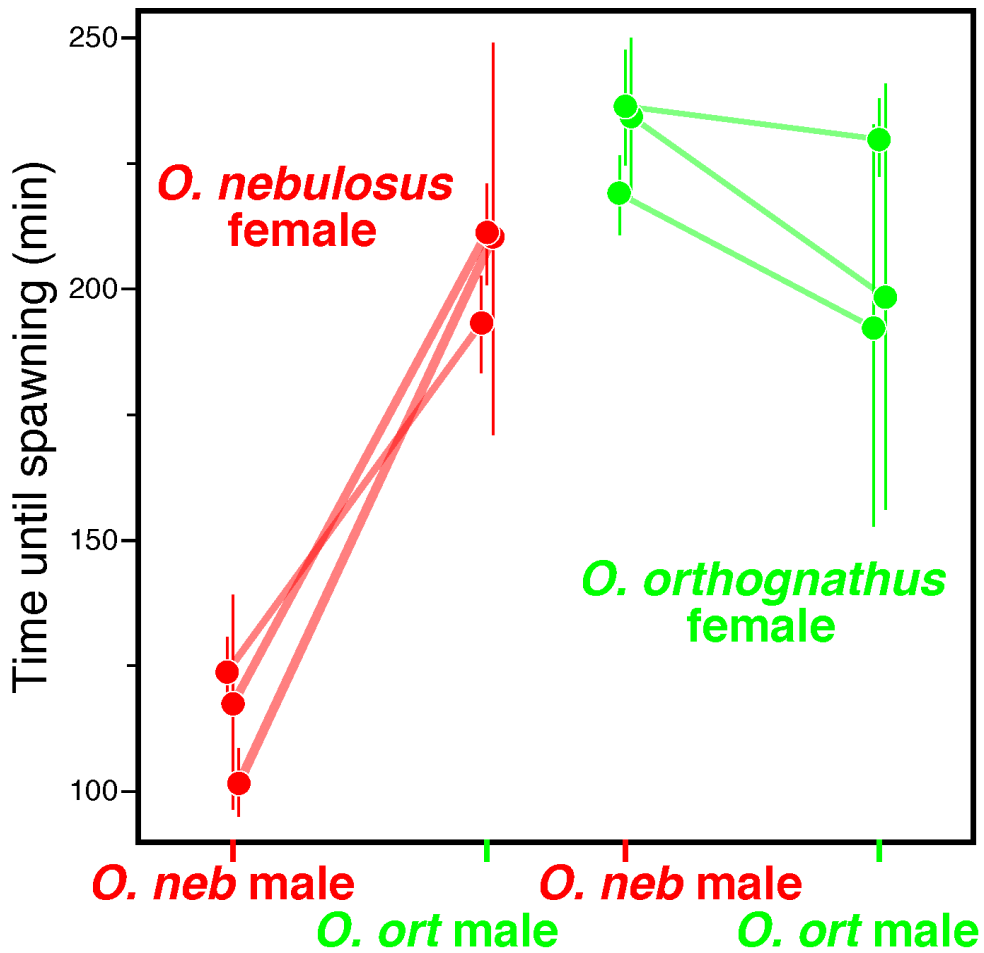 250
200
150
100
Time until spawning (min)
O. nebulosus
female
O. orthognathus
female
O. neb male
O. ort male
O. neb male
O. ort male